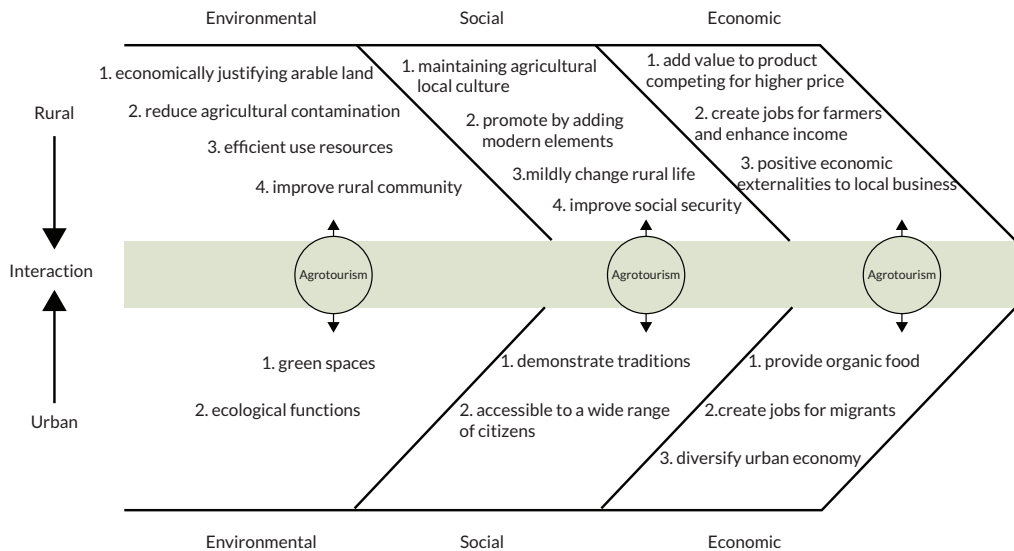 Environmental
Social
Economic
Rural
Interaction
Urban
1. economically justifying arable land
2. reduce agricultural contamination
3. efficient use resources
4. improve rural community
1. maintaining agricultural
local culture
2. promote by adding
modern elements
3.mildly change rural life
4. improve social security
1. add value to product
competing for higher price
2. create jobs for farmers
and enhance income
3. positive economic
externalities to local business
Agrotourism
Agrotourism
Agrotourism
1. green spaces
2. ecological functions
1. demonstrate traditions
2. accessible to a wide range
of citizens
1. provide organic food
2.create jobs for migrants
3. diversify urban economy
Environmental
Social
Economic